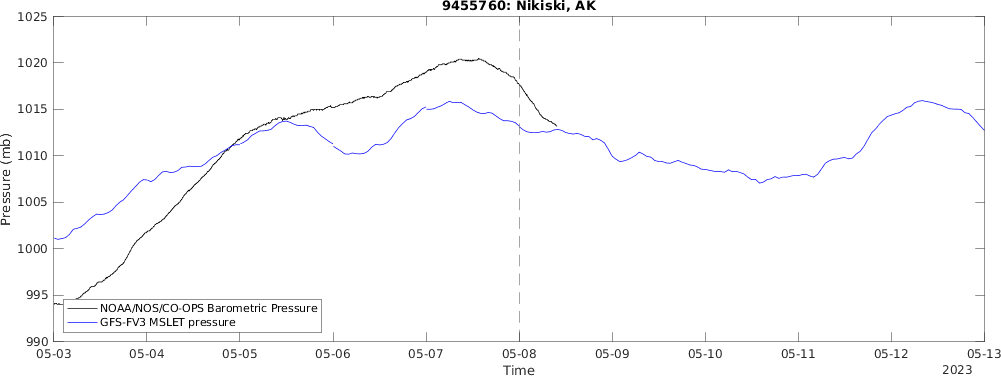 9455760: Nikiski, AK
Pressure (mb)
1025
1020
1015
1010
1005
1000
995
990
NOAA/NOS/CO-OPS Barometric Pressure
GFS-FV3 MSLET pressure
05-03 05-04 05-05 05-06 05-07 05-08 05-09 05-10 05-11 05-12 05-13
Time
2023